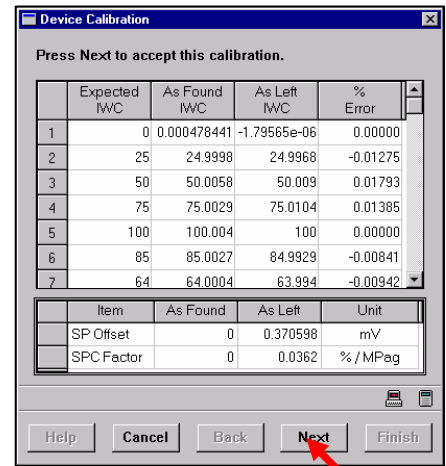 Device Calibration
Press Next to accept this calibration.
Expected IWC As Found IWC As Left IWC % Error
1 0 0.000478441 -1.79565e-06 0.00000
2 25 24.9998 24.9968 -0.01275
3 50 50.0058 50.009 0.01793
4 75 75.0029 75.0104 0.01385
5 100 100.004 100 0.00000
6 85 85.0027 84.9929 -0.00841
7 64 64.0004 63.994 -0.00942
Item As Found As Left Unit
SP Offset 0 0.370598 mV
SPC Factor 0 0.0362 % / MPag
Help Cancel Back Next Finish